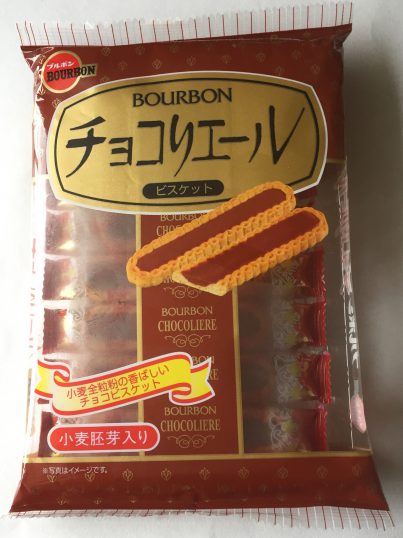 ブルボン
BOURBON
BOURBON
チョコリエール
ビスケット
BOURBON
CHOCOLIERE
BOURBON
CHOCOLIERE
BOURBON
CHOCOLIERE
BOURBON
CHOCOLIERE
小麦全粒粉の香ばしい
チョコビスケット
小麦胚芽入り
※写真はイメージです。